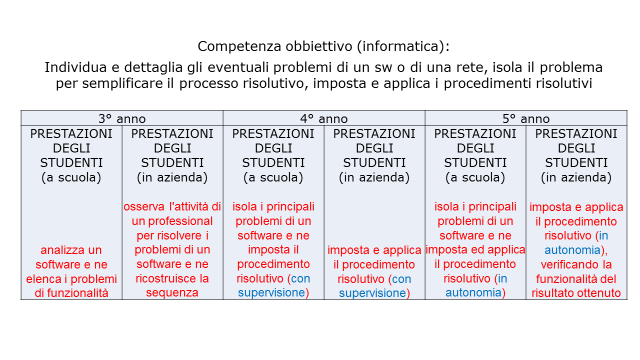 Competenza obbiettivo (informatica):
Individua e dettaglia gli eventuali problemi di un sw o di una rete, isola il problema
per semplificare il processo risolutivo, imposta e applica i procedimenti risolutivi
3° anno
4° anno
5° anno
PRESTAZIONI
DEGLI
STUDENTI
(a scuola)
analizza un
software e ne
elenca i problemi
di funzionalità
PRESTAZIONI
DEGLI
STUDENTI
(in azienda)
osserva l'attività di
un professional
per risolvere i
problemi di un
software e ne
ricostruisce la
sequenza
PRESTAZIONI
DEGLI
STUDENTI
(a scuola)
isola i principali
problemi di un
software e ne
imposta il
procedimento
risolutivo (con
supervisione)
PRESTAZIONI
DEGLI
STUDENTI
(in azienda)
imposta e applica
il procedimento
risolutivo (con
supervisione)
PRESTAZIONI
DEGLI
STUDENTI
(a scuola)
isola i principali
problemi di un
software e ne
imposta ed applica
il procedimento
risolutivo (in
autonomia)
PRESTAZIONI
DEGLI
STUDENTI
(in azienda)
imposta e applica
il procedimento
risolutivo (in
autonomia),
verificando la
funzionalità del
risultato ottenuto